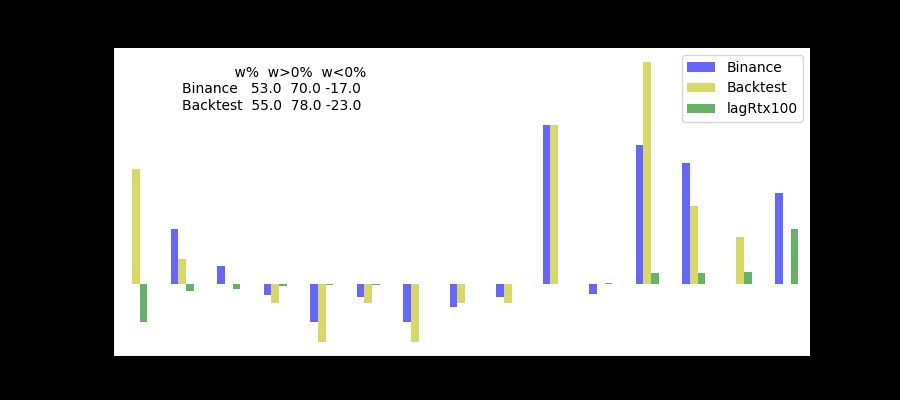 w% w>0% w<0%
Binance 53.0 70.0 -17.0
Backtest 55.0 78.0 -23.0
Binance
Backtest
lagRtx100